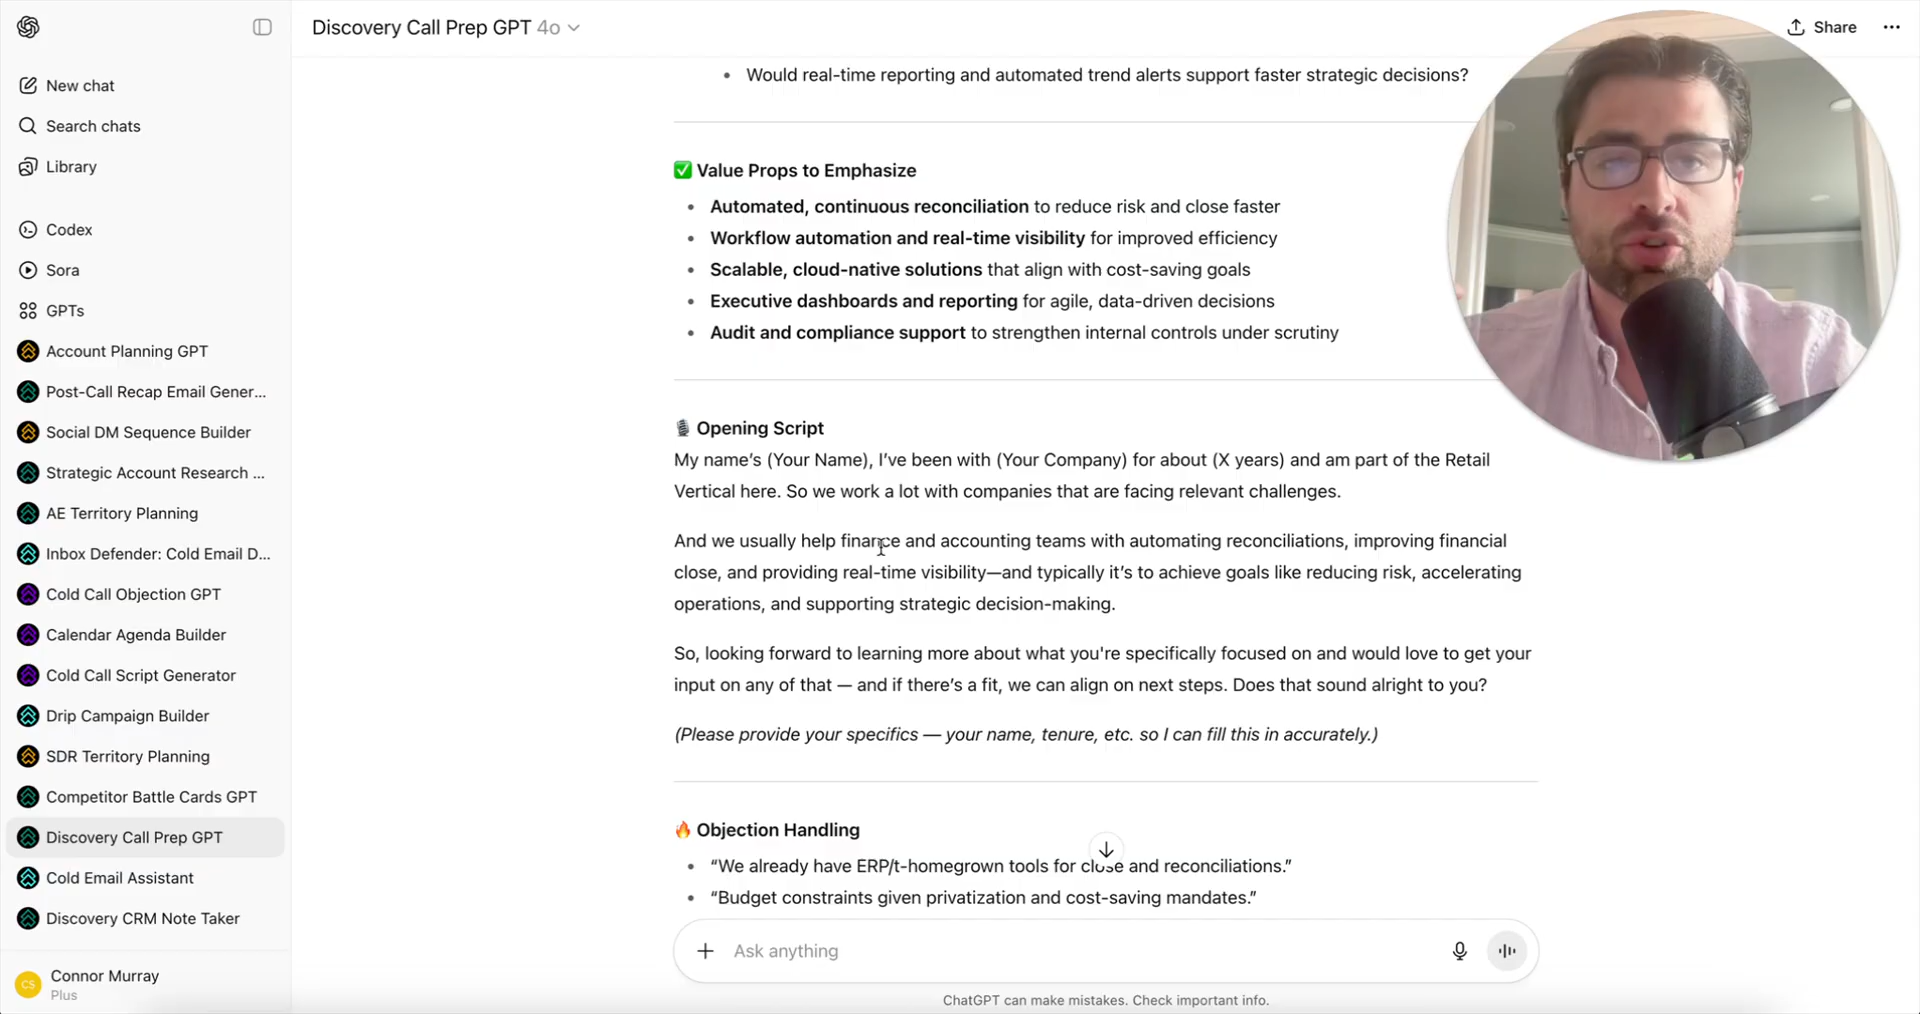 Discovery Call Prep GPT 4o
Share
New chat
Search chats
Library
Codex
Sora
GPTs
Account Planning GPT
Post-Call Recap Email Gener...
Social DM Sequence Builder
Strategic Account Research ...
AE Territory Planning
Inbox Defender: Cold Email D...
Cold Call Objection GPT
Calendar Agenda Builder
Cold Call Script Generator
Drip Campaign Builder
SDR Territory Planning
Competitor Battle Cards GPT
Discovery Call Prep GPT
Cold Email Assistant
Discovery CRM Note Taker
CS
Connor Murray
Plus
• Would real-time reporting and automated trend alerts support faster strategic decisions?
✅ Value Props to Emphasize
• Automated, continuous reconciliation to reduce risk and close faster
• Workflow automation and real-time visibility for improved efficiency
• Scalable, cloud-native solutions that align with cost-saving goals
• Executive dashboards and reporting for agile, data-driven decisions
• Audit and compliance support to strengthen internal controls under scrutiny
🎙️ Opening Script
My name’s (Your Name), I’ve been with (Your Company) for about (X years) and am part of the Retail
Vertical here. So we work a lot with companies that are facing relevant challenges.
And we usually help finance and accounting teams with automating reconciliations, improving financial
close, and providing real-time visibility—and typically it’s to achieve goals like reducing risk, accelerating
operations, and supporting strategic decision-making.
So, looking forward to learning more about what you're specifically focused on and would love to get your
input on any of that — and if there’s a fit, we can align on next steps. Does that sound alright to you?
(Please provide your specifics — your name, tenure, etc. so I can fill this in accurately.)
🔥 Objection Handling
• “We already have ERP/t-homegrown tools for close and reconciliations.”
• “Budget constraints given privatization and cost-saving mandates.”
Ask anything
ChatGPT can make mistakes. Check important info.